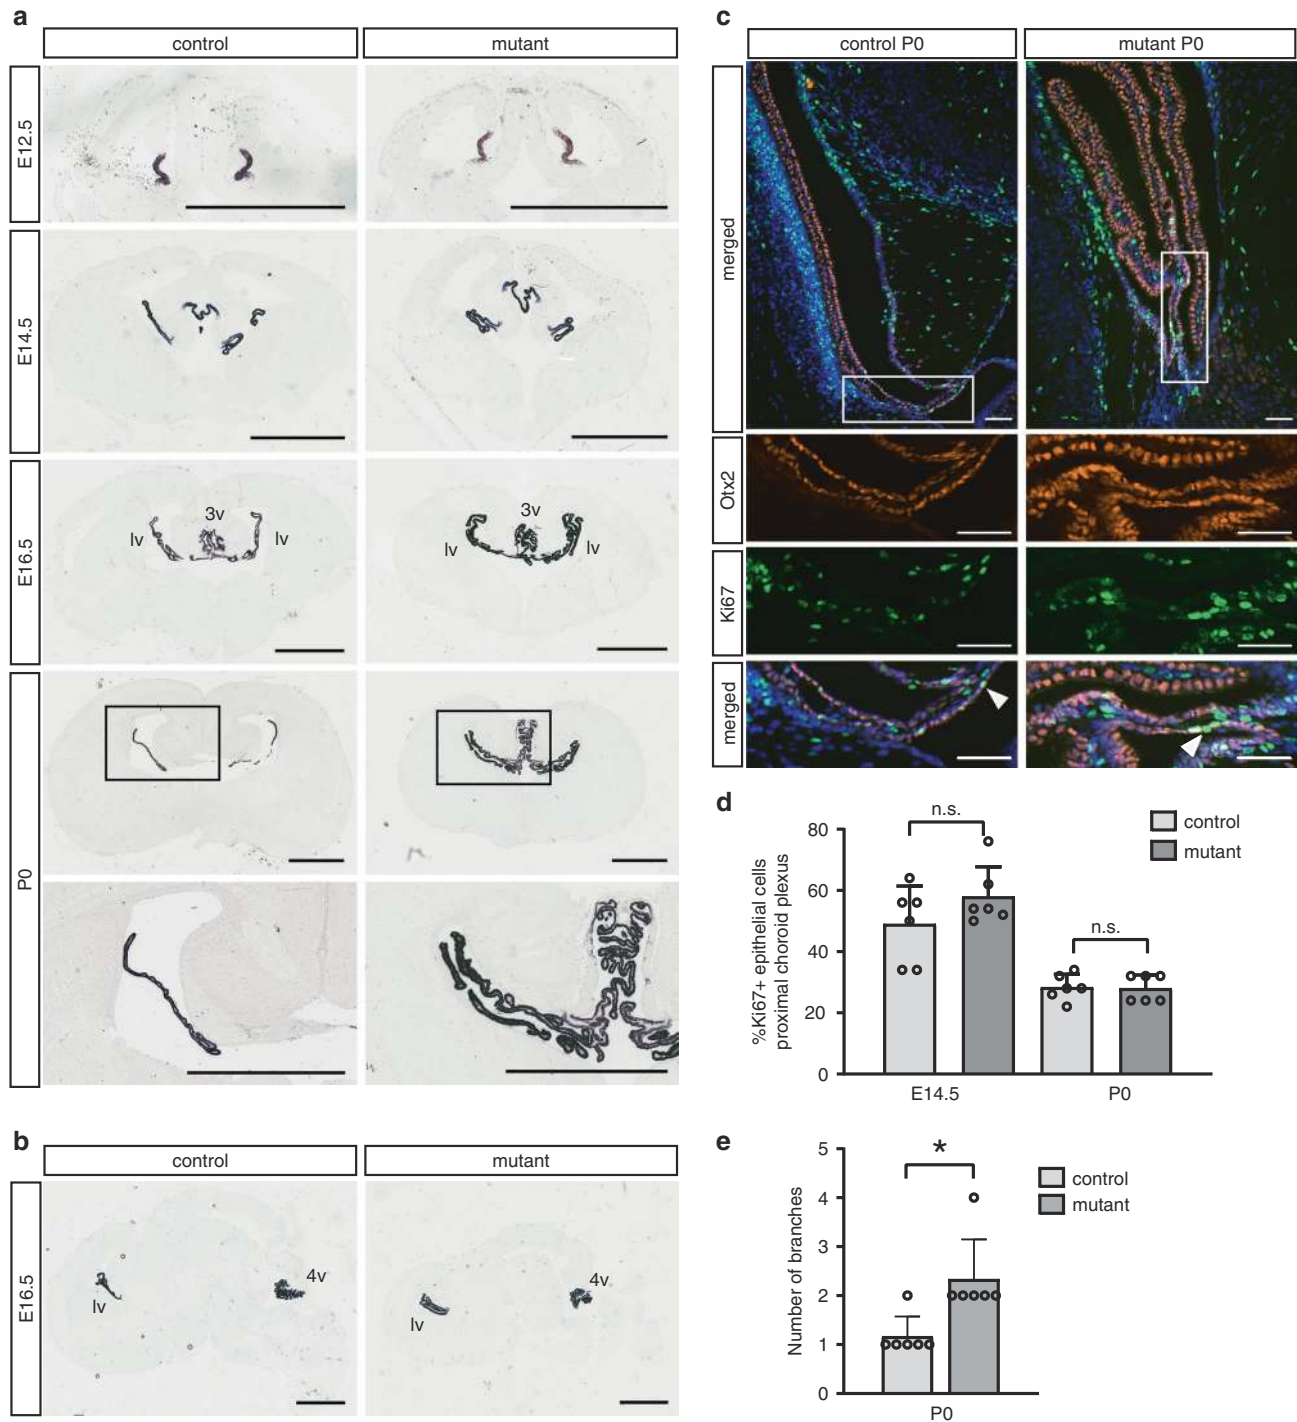 a
control
mutant
E12.5
E14.5
E16.5
lv
3v
lv
lv
3v
lv
P0
b
control
mutant
E16.5
lv
4v
lv
4v
c
control P0
mutant P0
merged
Otx2
Ki67
merged
d
%Ki67+ epithelial cells
proximal choroid plexus
80
60
40
20
0
n.s.
n.s.
control
mutant
E14.5
P0
e
Number of branches
5
4
3
2
1
0
*
control
mutant
P0